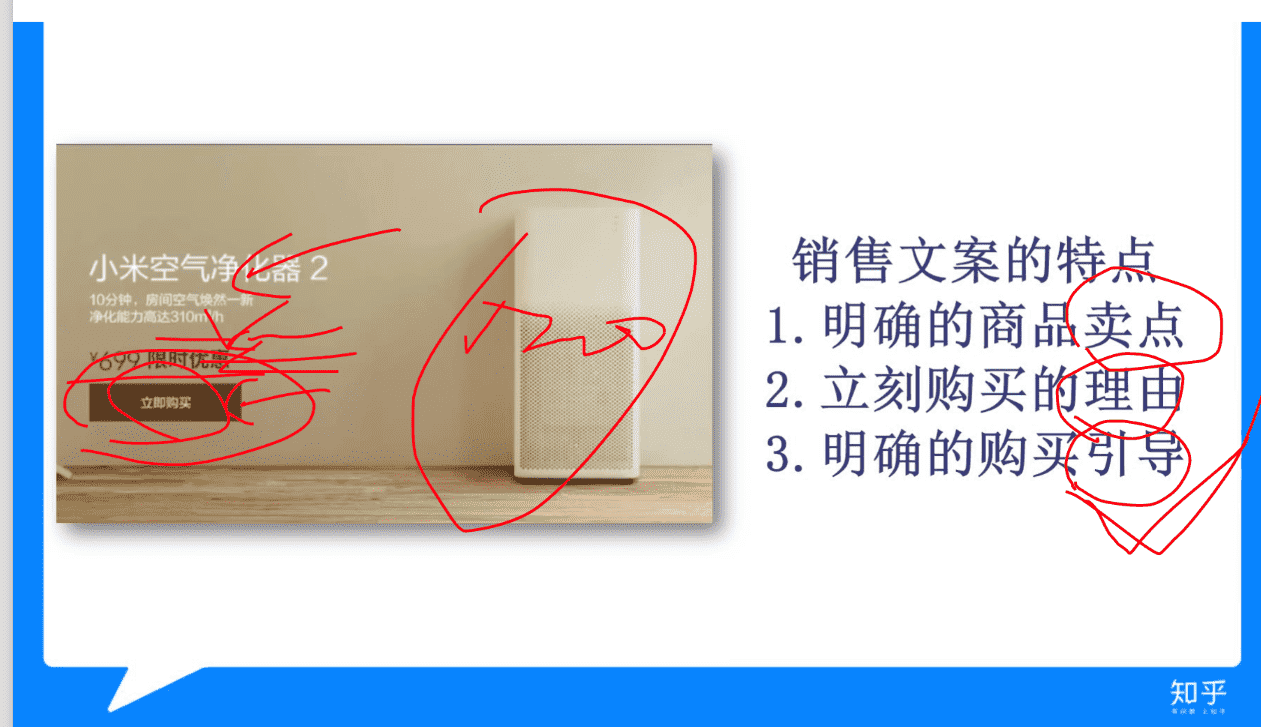 小米空气净化器 2
10分钟，房间空气焕然一新
净化能力高达310m³/h
¥699 限时优惠
立即购买
销售文案的特点
1. 明确的商品卖点
2. 立刻购买的理由
3. 明确的购买引导
知乎